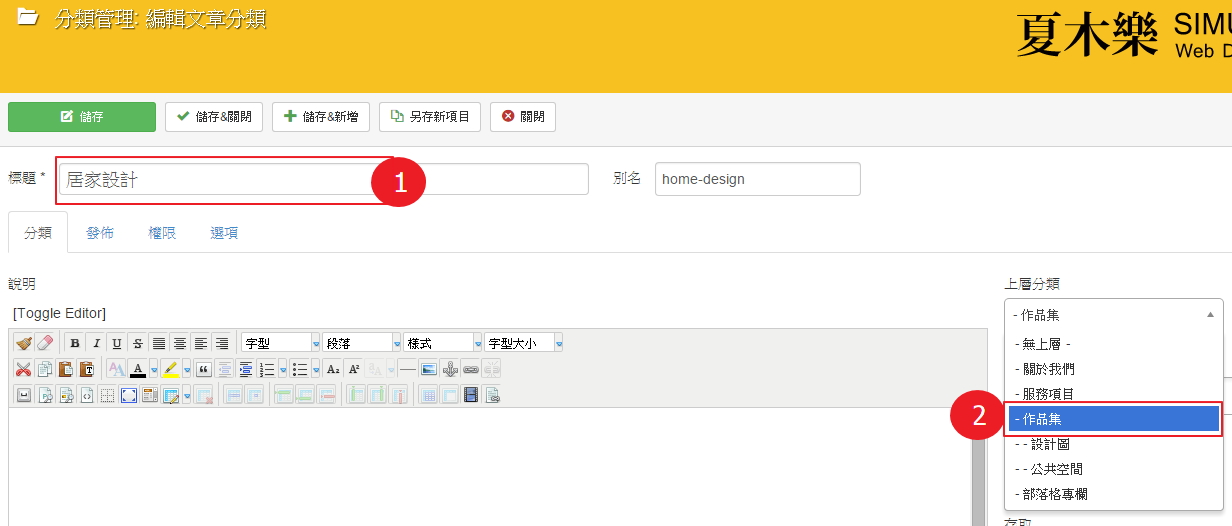 分類管理: 編輯文章分類
夏木樂
SIMU
Web D
儲存
儲存&關閉
儲存&新增
另存新項目
關閉
標題 *
居家設計
1
別名
home-design
分類
發佈
權限
選項
說明
上層分類
[Toggle Editor]
- 作品集
B I U S
字型
段落
樣式
字型大小
- 無上層 -
- 關於我們
- 服務項目
2
- 作品集
- - 設計圖
- - 公共空間
- 部落格專欄
存取